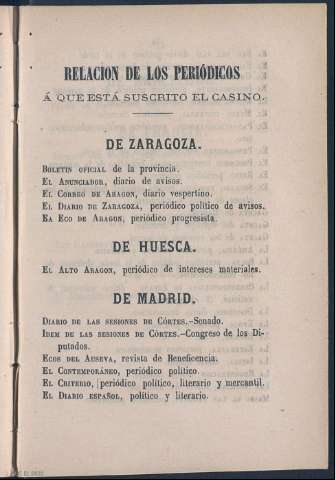 RELACION DE LOS PERIÓDICOS
Á QUE ESTÁ SUSCRITO EL CASINO.
DE ZARAGOZA.
BOLETIN OFICIAL de la provincia.
EL ANUNCIADOR, diario de avisos.
EL CORREO DE ARAGON, diario vespertino.
EL DIARIO DE ZARAGOZA, periódico político de avisos.
EA ECO DE ARAGON, periódico progresista.
DE HUESCA.
EL ALTO ARAGON, periódico de intereses materiales.
DE MADRID.
DIARIO DE LAS SESIONES DE CÓRTES.-Senado.
IDEM DE LAS SESIONES DE CÓRTES.-Congreso de los Di-
putados.
ECOS DEL AUSEVA, revista de Beneficencia.
EL CONTEMPORÁNEO, periódico político.
EL CRITERIO, periódico político, literario y mercantil.
EL DIARIO ESPAÑOL, político y literario.